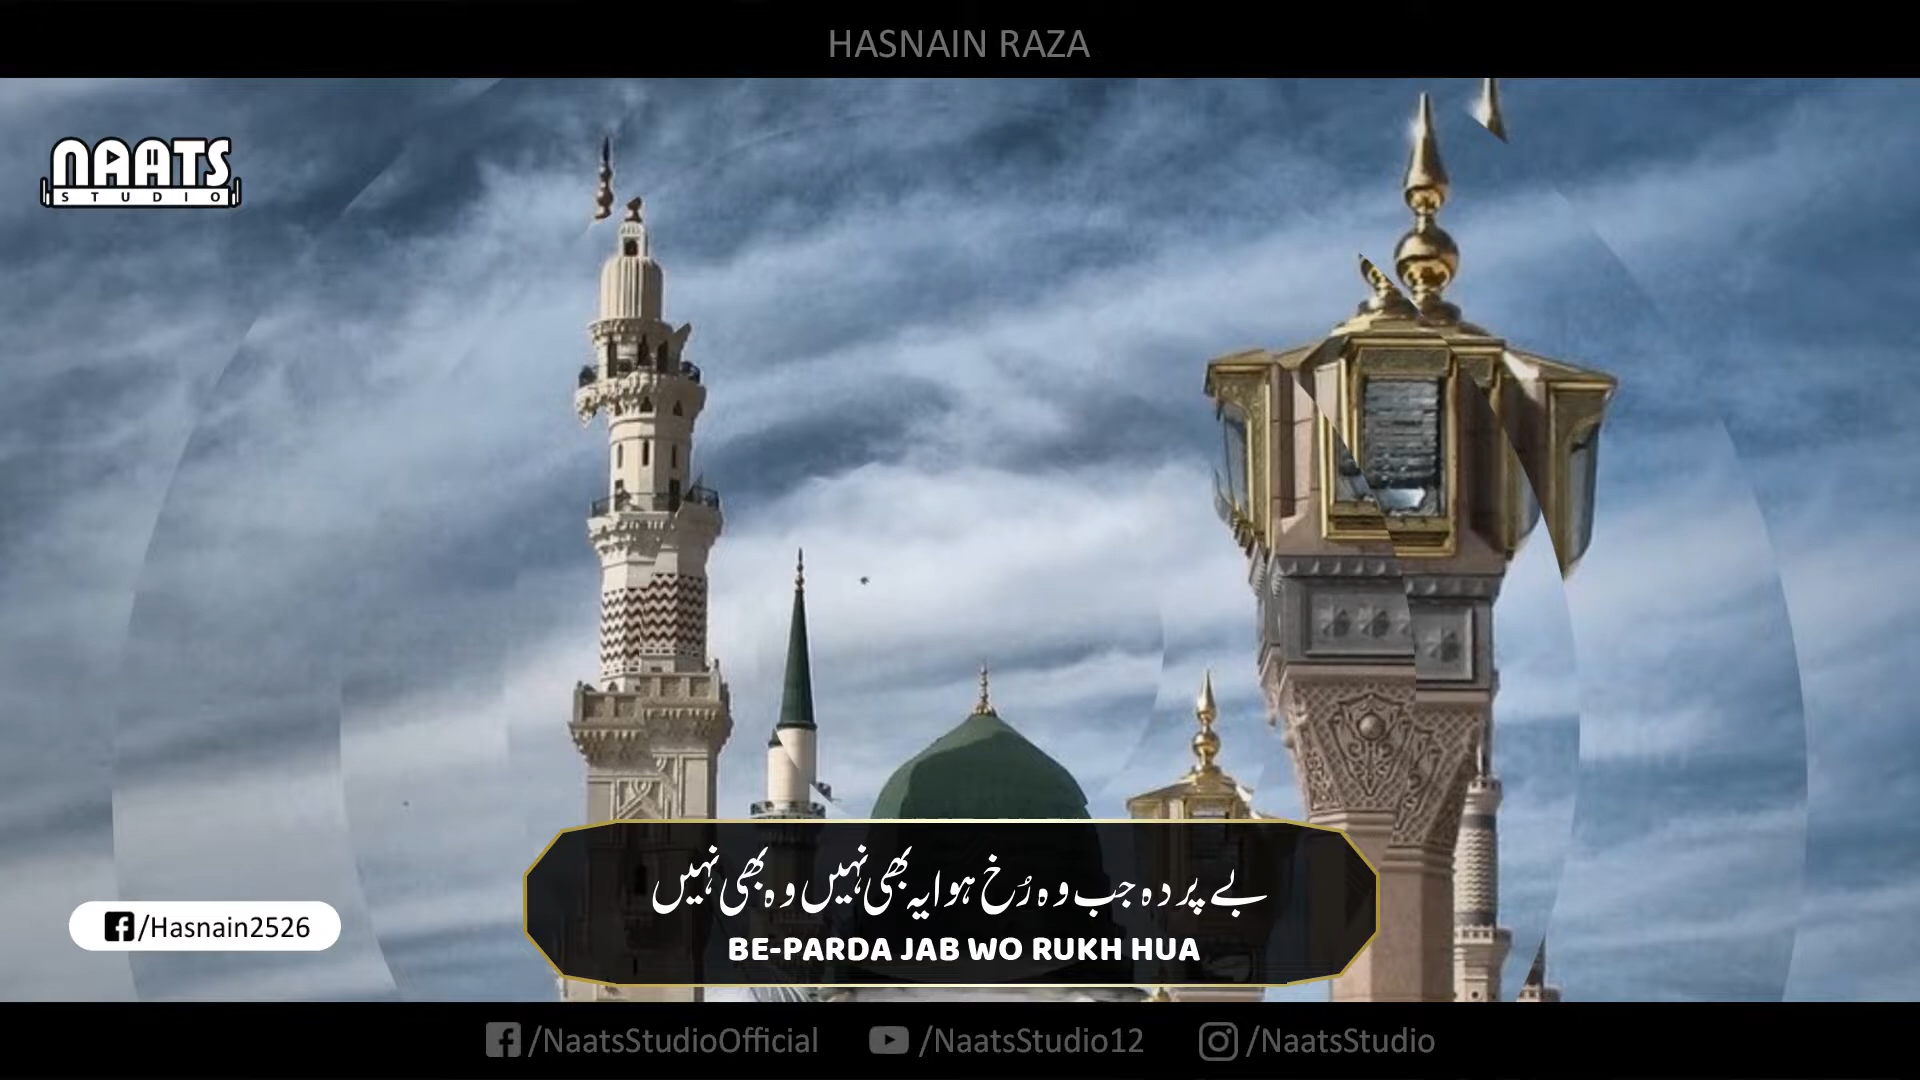 HASNAIN RAZA
NAATS
STUDIO
بے پردہ جب وہ رُخ ہوا یہ بھی نہیں وہ بھی نہیں
BE-PARDA JAB WO RUKH HUA
/Hasnain2526
/NaatsStudioOfficial /NaatsStudio12 /NaatsStudio